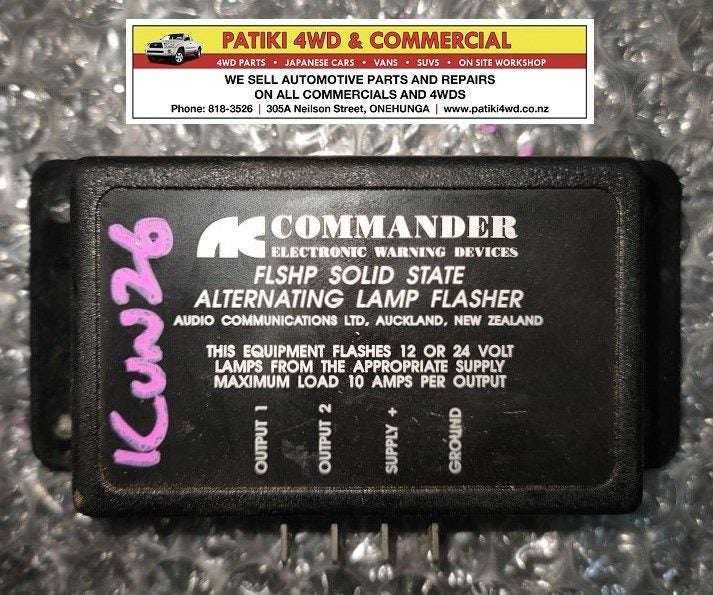 PATIKI 4WD & COMMERCIAL
4WD PARTS • JAPANESE CARS • VANS • SUVS • ON SITE WORKSHOP
WE SELL AUTOMOTIVE PARTS AND REPAIRS
ON ALL COMMERCIALS AND 4WDS
Phone: 818-3526 | 305A Neilson Street, ONEHUNGA | www.patiki4wd.co.nz
KUN26
AC COMMANDER
ELECTRONIC WARNING DEVICES
FLSHP SOLID STATE
ALTERNATING LAMP FLASHER
AUDIO COMMUNICATIONS LTD, AUCKLAND, NEW ZEALAND
THIS EQUIPMENT FLASHES 12 OR 24 VOLT
LAMPS FROM THE APPROPRIATE SUPPLY
MAXIMUM LOAD 10 AMPS PER OUTPUT
OUTPUT 1
OUTPUT 2
SUPPLY +
GROUND